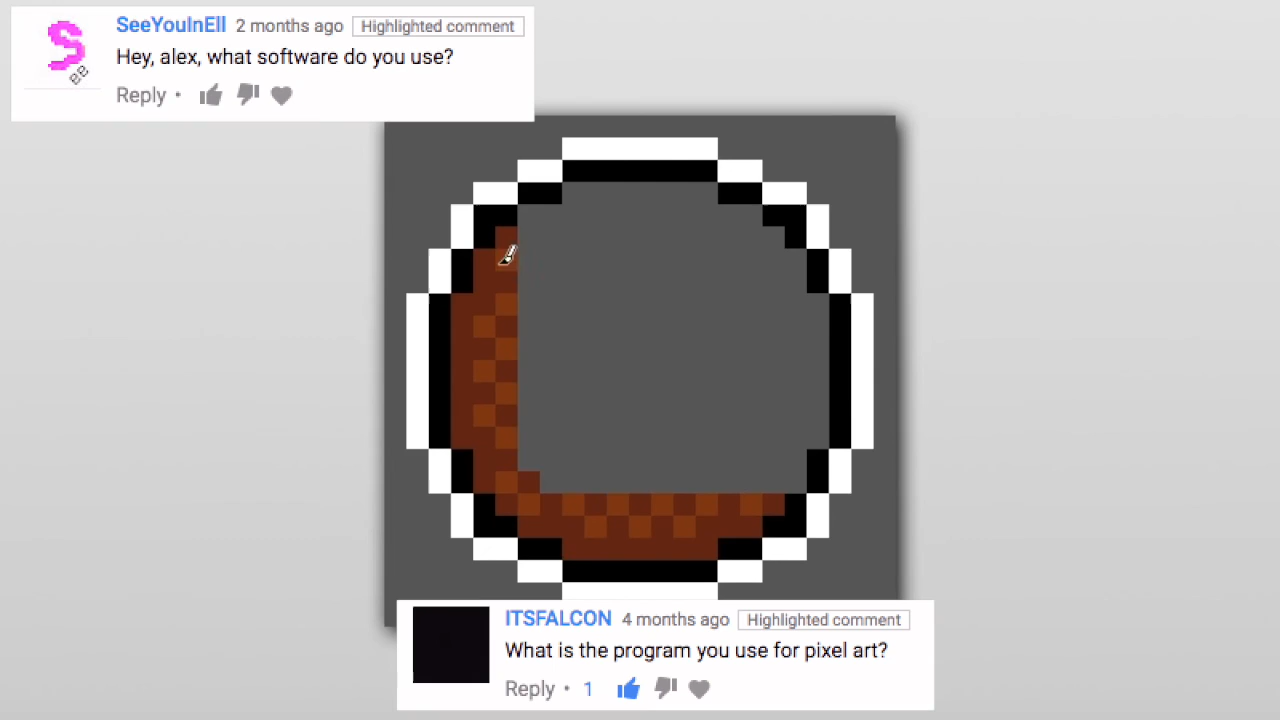 SeeYouInEll 2 months ago Highlighted comment
Hey, alex, what software do you use?
Reply •
ITSFALCON 4 months ago Highlighted comment
What is the program you use for pixel art?
Reply • 1